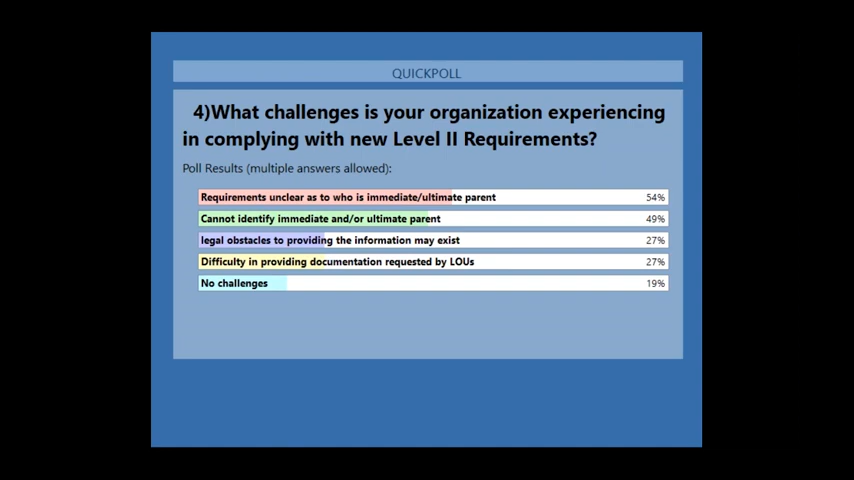 QUICKPOLL
4)What challenges is your organization experiencing
in complying with new Level II Requirements?
Poll Results (multiple answers allowed):
Requirements unclear as to who is immediate/ultimate parent 54%
Cannot identify immediate and/or ultimate parent 49%
legal obstacles to providing the information may exist 27%
Difficulty in providing documentation requested by LOUs 27%
No challenges 19%